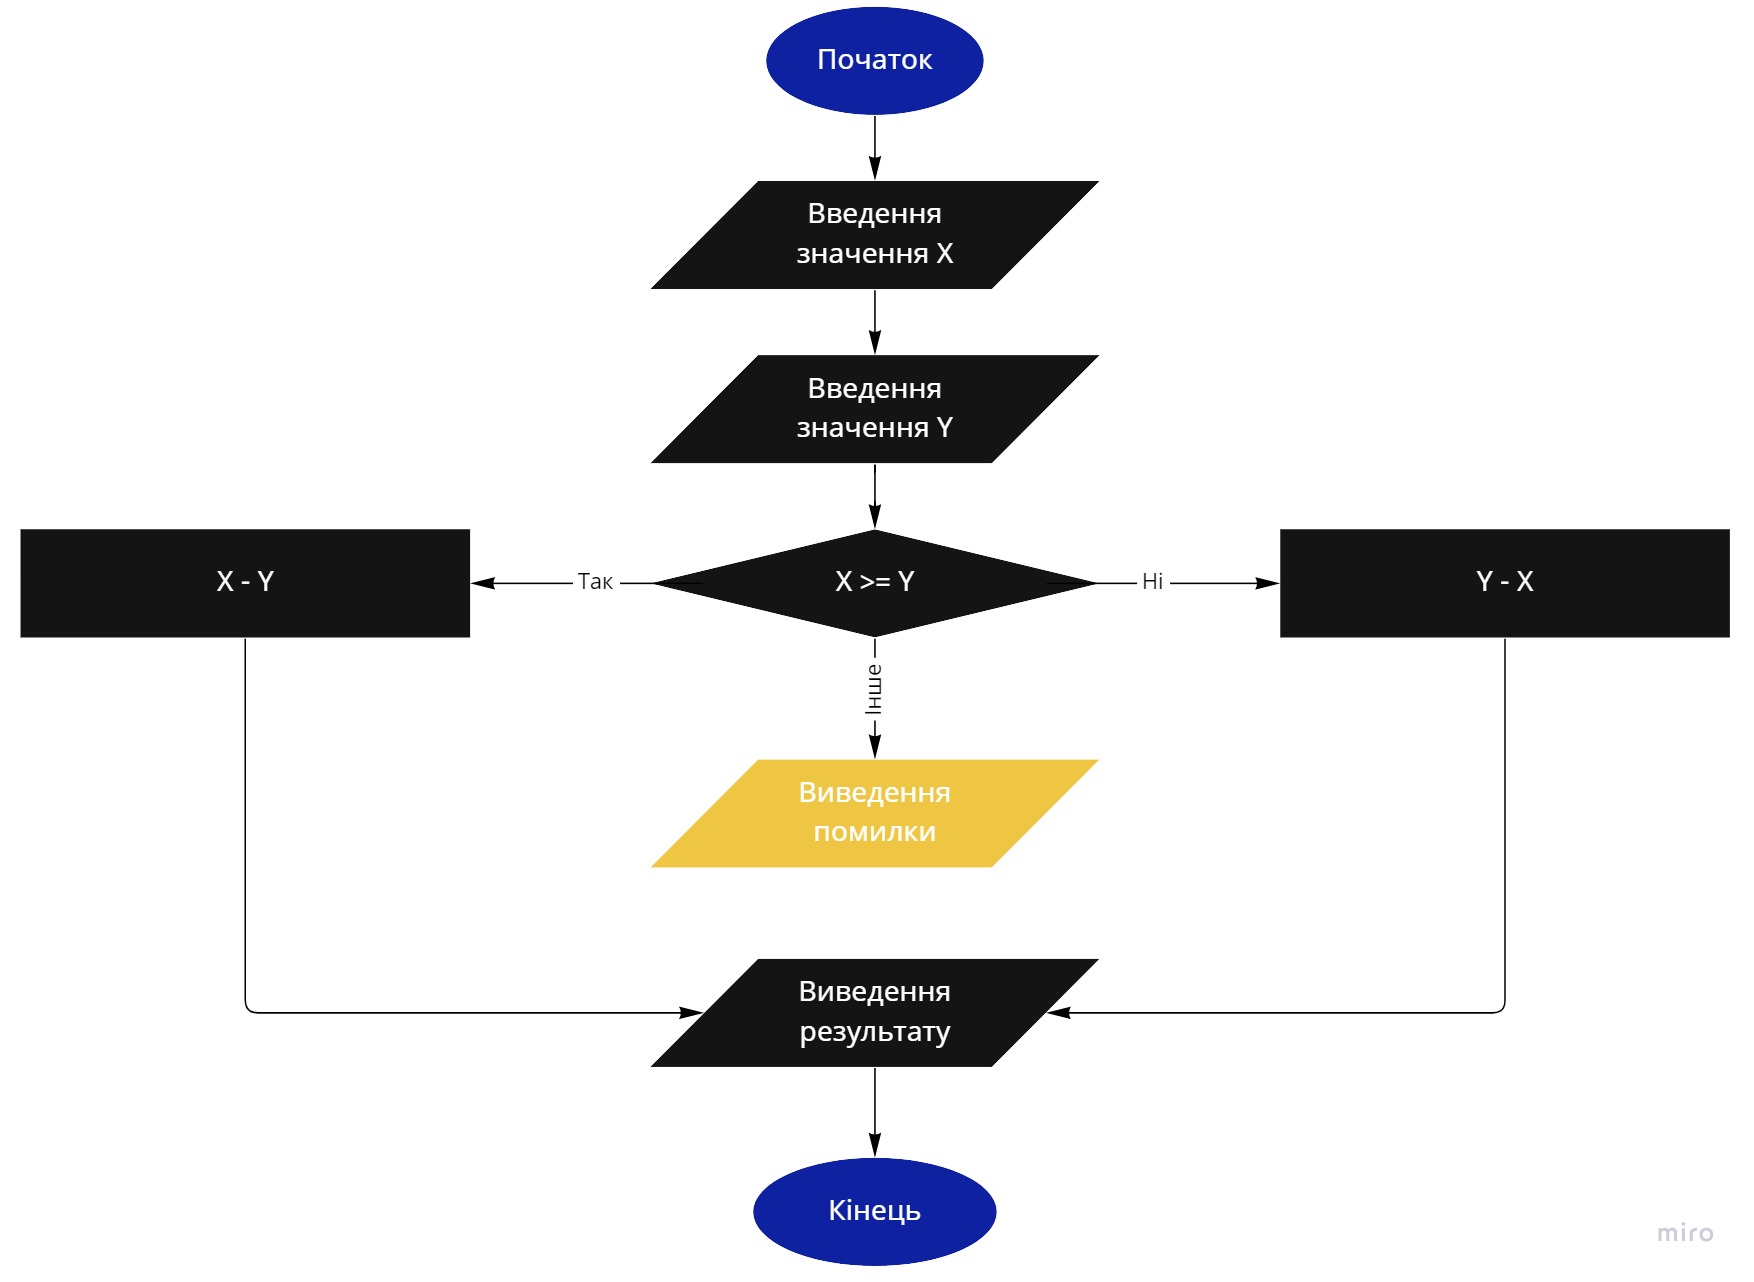 Початок
Введення
значення X
Введення
значення Y
X - Y
Так
X >= Y
Ні
Y - X
Інше
Виведення
помилки
Виведення
результату
Кінець
miro